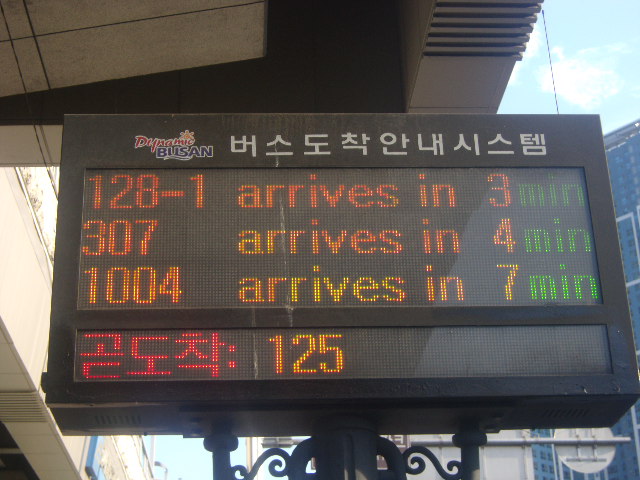 Dynamic BUSAN 버스도착안내시스템
128-1 arrives in 3 min
307 arrives in 4 min
1004 arrives in 7 min
곧도착: 125